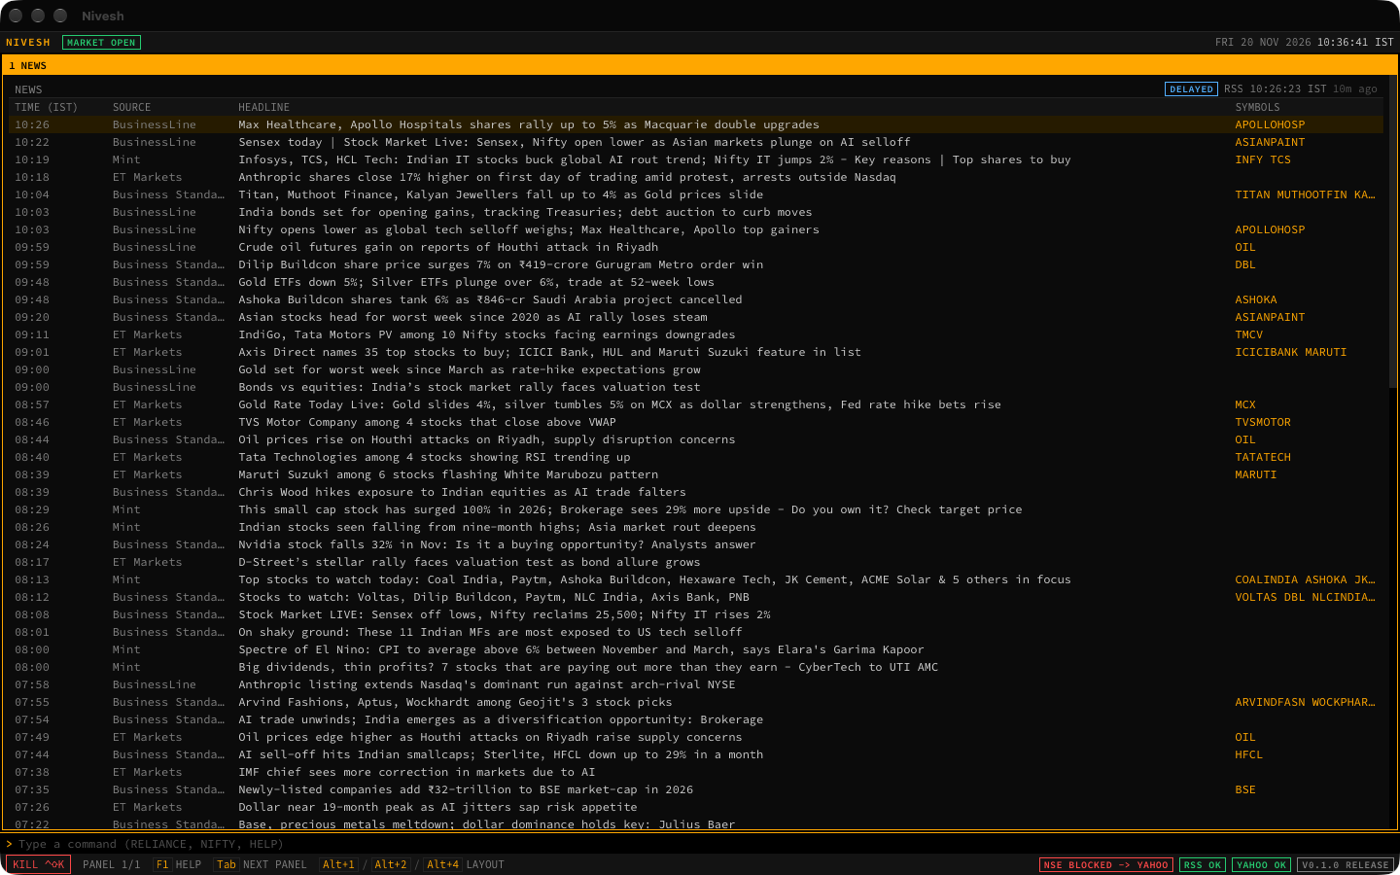 Nivesh
NIVESH MARKET OPEN FRI 20 NOV 2026 10:36:41 IST
1 NEWS
NEWS DELAYED RSS 10:26:23 IST 10m ago
TIME (IST) SOURCE HEADLINE SYMBOLS
10:26 BusinessLine Max Healthcare, Apollo Hospitals shares rally up to 5% as Macquarie double upgrades APOLLOHOSP
10:22 BusinessLine Sensex today | Stock Market Live: Sensex, Nifty open lower as Asian markets plunge on AI selloff ASIANPAINT
10:19 Mint Infosys, TCS, HCL Tech: Indian IT stocks buck global AI rout trend; Nifty IT jumps 2% – Key reasons | Top shares to buy INFY TCS
10:18 ET Markets Anthropic shares close 17% higher on first day of trading amid protest, arrests outside Nasdaq
10:04 Business Standa… Titan, Muthoot Finance, Kalyan Jewellers fall up to 4% as Gold prices slide TITAN MUTHOOTFIN KA…
10:03 BusinessLine India bonds set for opening gains, tracking Treasuries; debt auction to curb moves
10:03 BusinessLine Nifty opens lower as global tech selloff weighs; Max Healthcare, Apollo top gainers APOLLOHOSP
09:59 BusinessLine Crude oil futures gain on reports of Houthi attack in Riyadh OIL
09:59 Business Standa… Dilip Buildcon share price surges 7% on ₹419-crore Gurugram Metro order win DBL
09:48 Business Standa… Gold ETFs down 5%; Silver ETFs plunge over 6%, trade at 52-week lows
09:48 Business Standa… Ashoka Buildcon shares tank 6% as ₹846-cr Saudi Arabia project cancelled ASHOKA
09:20 Business Standa… Asian stocks head for worst week since 2020 as AI rally loses steam ASIANPAINT
09:11 ET Markets IndiGo, Tata Motors PV among 10 Nifty stocks facing earnings downgrades TMCV
09:01 ET Markets Axis Direct names 35 top stocks to buy; ICICI Bank, HUL and Maruti Suzuki feature in list ICICIBANK MARUTI
09:00 BusinessLine Gold set for worst week since March as rate-hike expectations grow
09:00 BusinessLine Bonds vs equities: India’s stock market rally faces valuation test
08:57 ET Markets Gold Rate Today Live: Gold slides 4%, silver tumbles 5% on MCX as dollar strengthens, Fed rate hike bets rise MCX
08:46 ET Markets TVS Motor Company among 4 stocks that close above VWAP TVSMOTOR
08:44 Business Standa… Oil prices rise on Houthi attacks on Riyadh, supply disruption concerns OIL
08:40 ET Markets Tata Technologies among 4 stocks showing RSI trending up TATATECH
08:39 ET Markets Maruti Suzuki among 6 stocks flashing White Marubozu pattern MARUTI
08:39 Business Standa… Chris Wood hikes exposure to Indian equities as AI trade falters
08:29 Mint This small cap stock has surged 100% in 2026; Brokerage sees 29% more upside – Do you own it? Check target price
08:26 Mint Indian stocks seen falling from nine-month highs; Asia market rout deepens
08:24 Business Standa… Nvidia stock falls 32% in Nov: Is it a buying opportunity? Analysts answer
08:17 ET Markets D-Street’s stellar rally faces valuation test as bond allure grows
08:13 Mint Top stocks to watch today: Coal India, Paytm, Ashoka Buildcon, Hexaware Tech, JK Cement, ACME Solar & 5 others in focus COALINDIA ASHOKA JK…
08:12 Business Standa… Stocks to watch: Voltas, Dilip Buildcon, Paytm, NLC India, Axis Bank, PNB VOLTAS DBL NLCINDIA…
08:08 Business Standa… Stock Market LIVE: Sensex off lows, Nifty reclaims 25,500; Nifty IT rises 2%
08:01 Business Standa… On shaky ground: These 11 Indian MFs are most exposed to US tech selloff
08:00 Mint Spectre of El Nino: CPI to average above 6% between November and March, says Elara's Garima Kapoor
08:00 Mint Big dividends, thin profits? 7 stocks that are paying out more than they earn – CyberTech to UTI AMC
07:58 BusinessLine Anthropic listing extends Nasdaq's dominant run against arch-rival NYSE
07:55 Business Standa… Arvind Fashions, Aptus, Wockhardt among Geojit's 3 stock picks ARVINDFASN WOCKPHAR…
07:54 Business Standa… AI trade unwinds; India emerges as a diversification opportunity: Brokerage
07:49 ET Markets Oil prices edge higher as Houthi attacks on Riyadh raise supply concerns OIL
07:44 Business Standa… AI sell-off hits Indian smallcaps; Sterlite, HFCL down up to 29% in a month HFCL
07:38 ET Markets IMF chief sees more correction in markets due to AI
07:35 Business Standa… Newly-listed companies add ₹32-trillion to BSE market-cap in 2026 BSE
07:26 ET Markets Dollar near 19-month peak as AI jitters sap risk appetite
07:22 Business Standa… Base, precious metals meltdown; dollar dominance holds key: Julius Baer
> Type a command (RELIANCE, NIFTY, HELP)
KILL ^⇧K PANEL 1/1 F1 HELP Tab NEXT PANEL Alt+1 / Alt+2 / Alt+4 LAYOUT NSE BLOCKED -> YAHOO RSS OK YAHOO OK V0.1.0 RELEASE